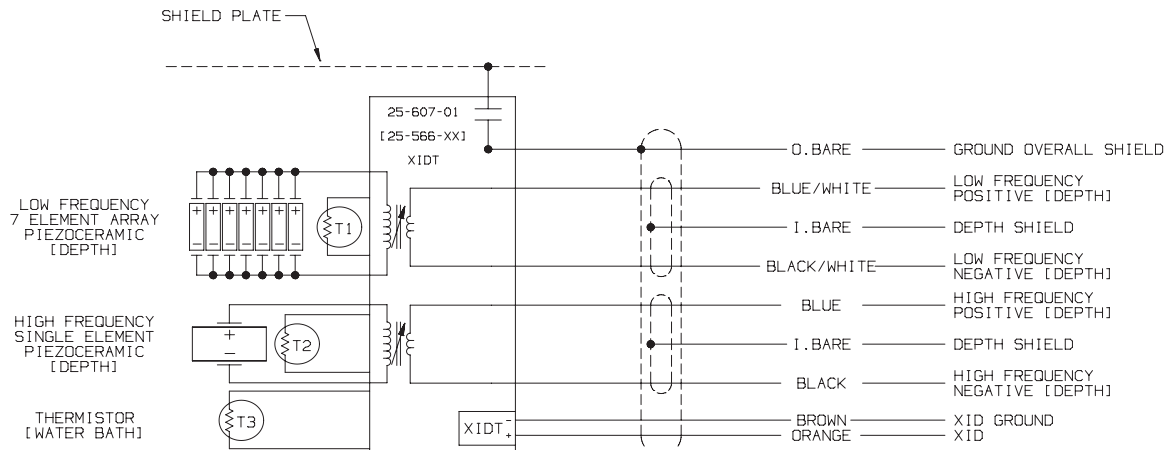 SHIELD PLATE
25-607-01
[25-566-XX]
XIDT
O.BARE
GROUND OVERALL SHIELD
BLUE/WHITE
LOW FREQUENCY
POSITIVE [DEPTH]
LOW FREQUENCY
7 ELEMENT ARRAY
PIEZOCERAMIC
[DEPTH]
+ + + + + + +
- - - - - - -
T1
I.BARE
DEPTH SHIELD
BLACK/WHITE
LOW FREQUENCY
NEGATIVE [DEPTH]
BLUE
HIGH FREQUENCY
POSITIVE [DEPTH]
HIGH FREQUENCY
SINGLE ELEMENT
PIEZOCERAMIC
[DEPTH]
+
-
T2
I.BARE
DEPTH SHIELD
BLACK
HIGH FREQUENCY
NEGATIVE [DEPTH]
THERMISTOR
[WATER BATH]
T3
XIDT
-
+
BROWN
XID GROUND
ORANGE
XID